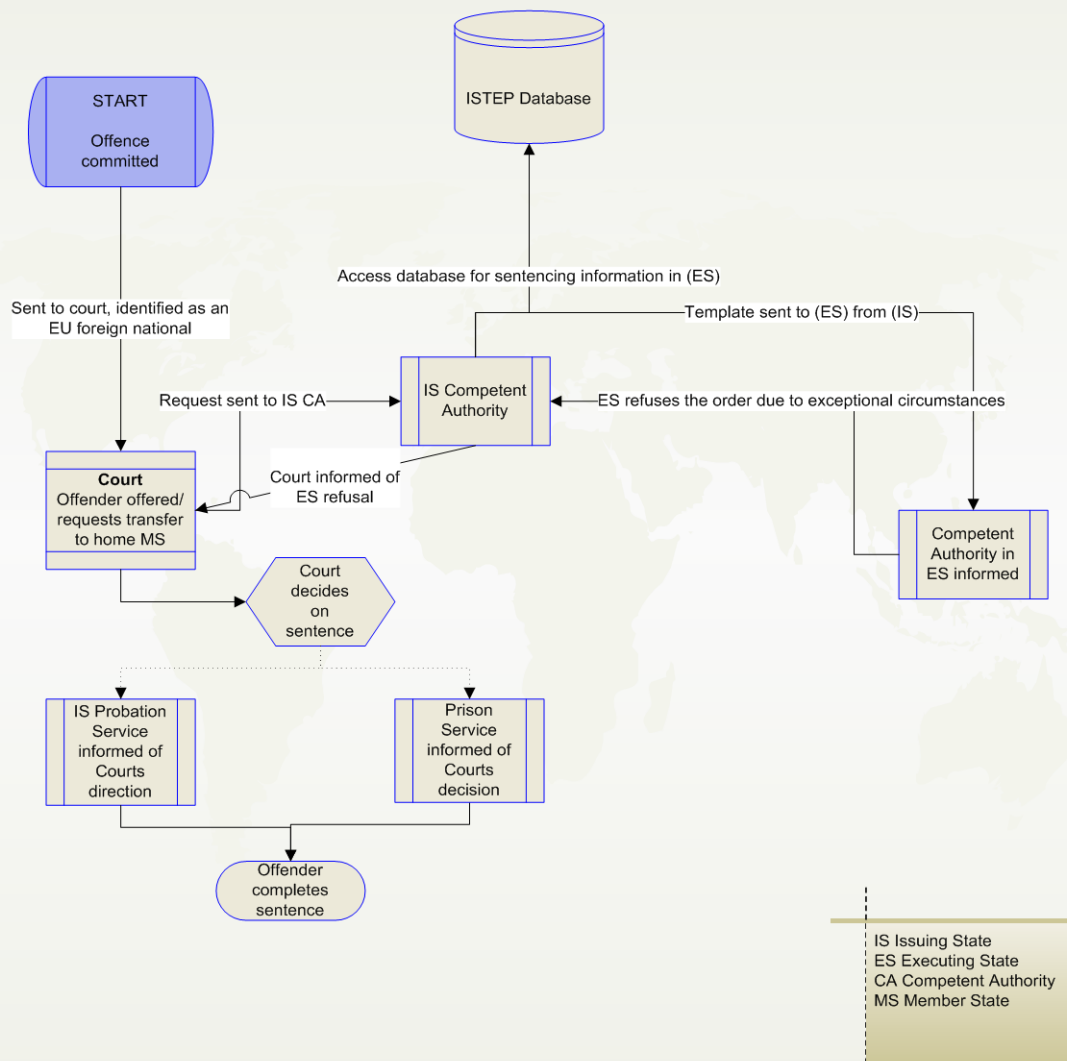 START
Offence
committed
ISTEP Database
Access database for sentencing information in (ES)
Sent to court, identified as an
EU foreign national
Template sent to (ES) from (IS)
Request sent to IS CA
IS Competent
Authority
ES refuses the order due to exceptional circumstances
Court
Offender offered/
requests transfer
to home MS
Court informed of
ES refusal
Competent
Authority in
ES informed
Court
decides
on
sentence
IS Probation
Service
informed of
Courts
direction
Prison
Service
informed of
Courts
decision
Offender
completes
sentence
IS Issuing State
ES Executing State
CA Competent Authority
MS Member State